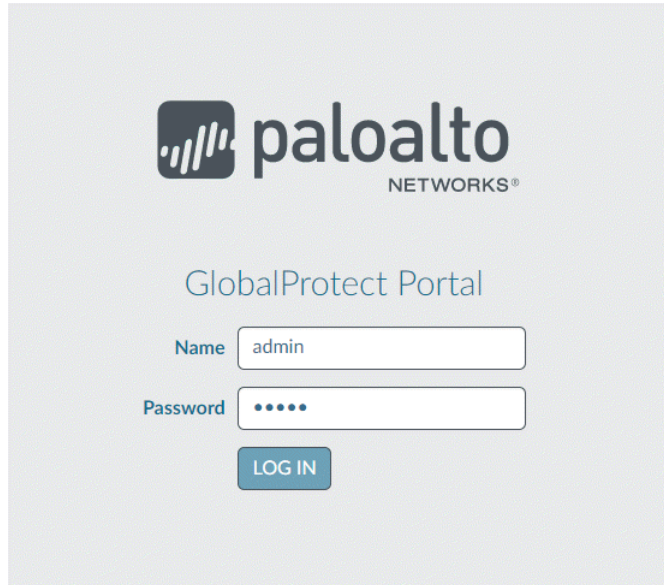 paloalto
NETWORKS®
GlobalProtect Portal
Name admin
Password •••••
LOG IN